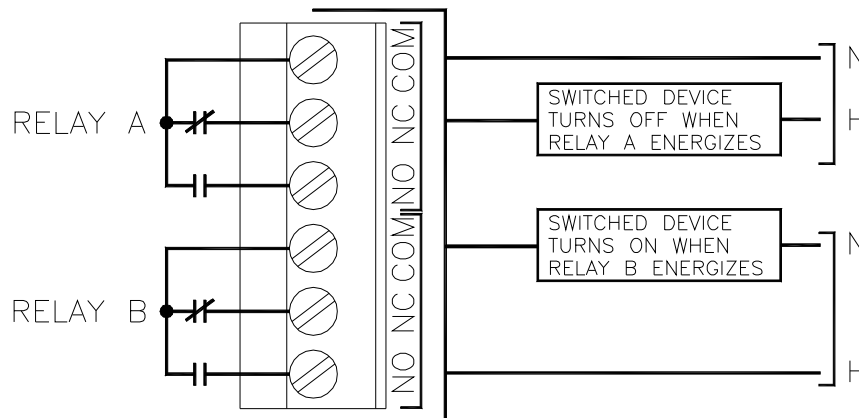 RELAY A
NO NC COM
SWITCHED DEVICE
TURNS OFF WHEN
RELAY A ENERGIZES
N
H
RELAY B
NO NC COM
SWITCHED DEVICE
TURNS ON WHEN
RELAY B ENERGIZES
N
H